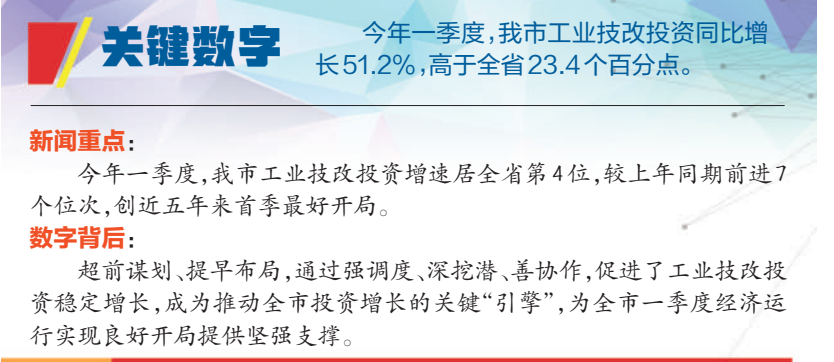 关键数字
今年一季度，我市工业技改投资同比增
长51.2%，高于全省23.4个百分点。
新闻重点：
今年一季度，我市工业技改投资增速居全省第4位，较上年同期前进7
个位次，创近五年来首季最好开局。
数字背后：
超前谋划、提早布局，通过强调度、深挖潜、善协作，促进了工业技改投
资稳定增长，成为推动全市投资增长的关键“引擎”，为全市一季度经济运
行实现良好开局提供坚强支撑。